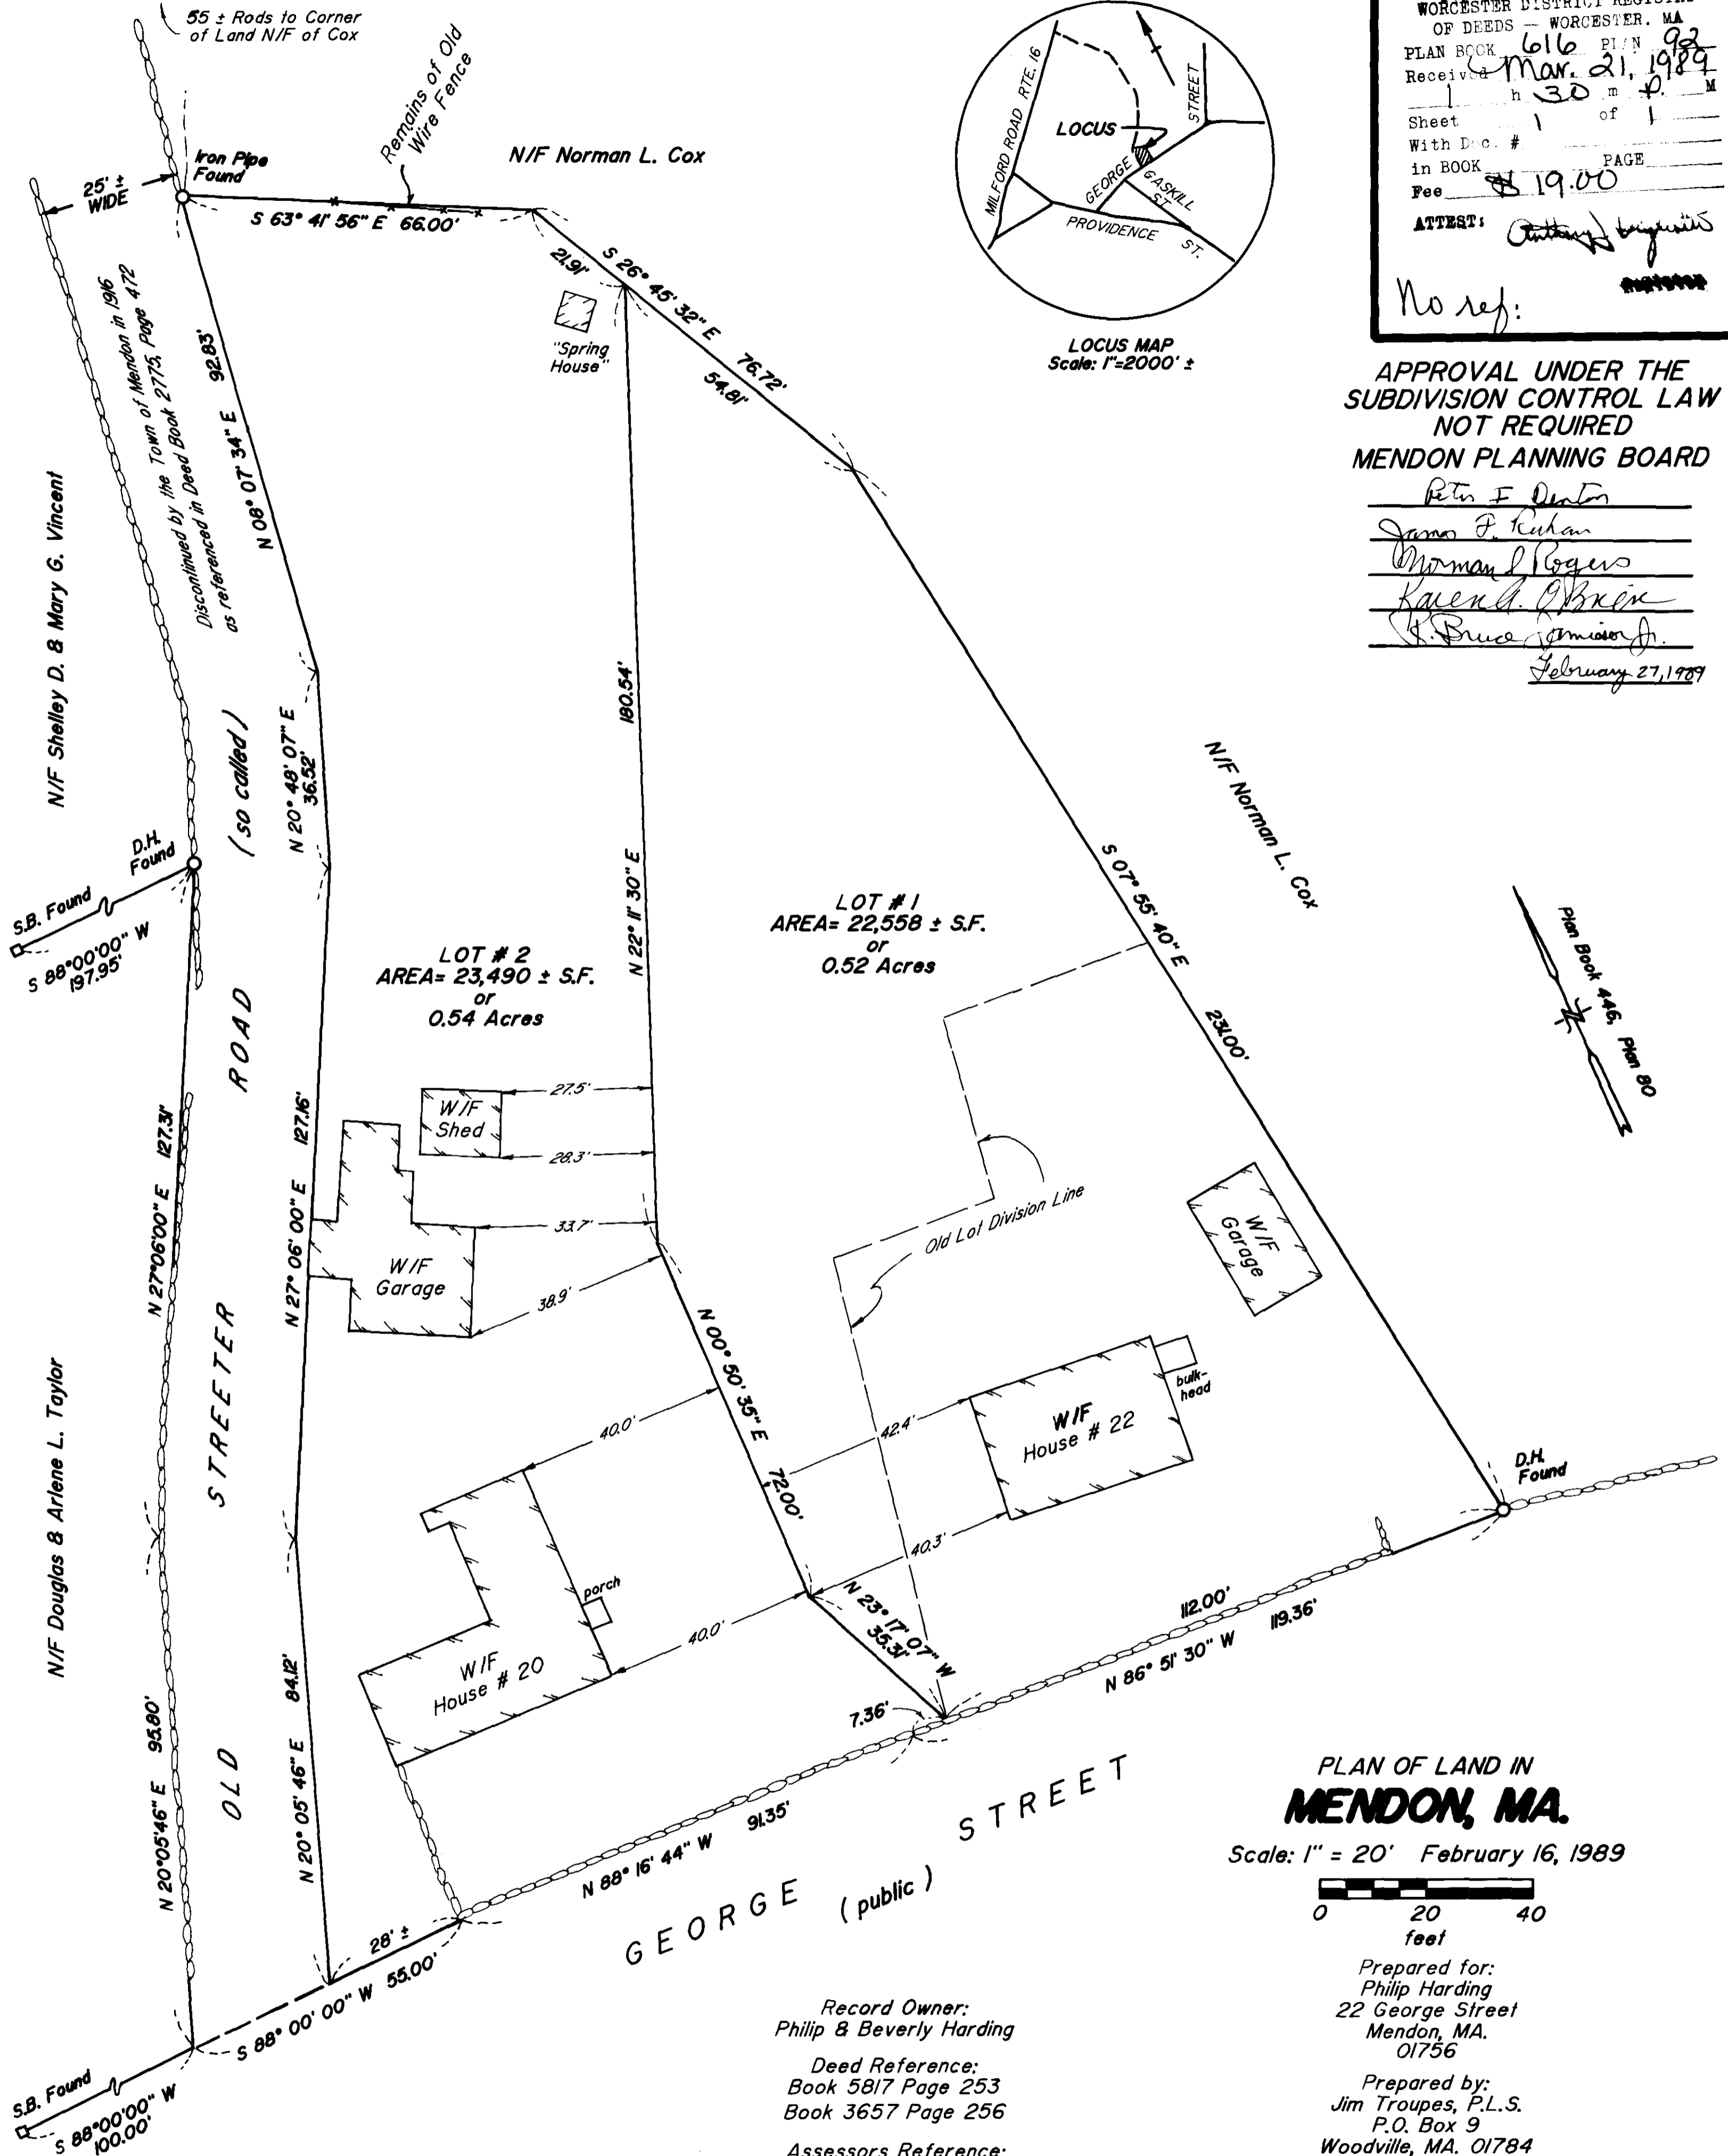 55 ± Rods to Corner
of Land N/F of Cox
Remains of Old
Wire Fence
Iron Pipe
Found
N/F Norman L. Cox
25' ±
WIDE
S 63° 41' 56" E 66.00'
21.91'
S 26° 45' 32" E 76.72'
54.81'
"Spring
House"
MILFORD ROAD RTE. 16
LOCUS
STREET
GEORGE
GASKILL
ST.
PROVIDENCE ST.
LOCUS MAP
Scale: 1"=2000' ±
WORCESTER DISTRICT
OF DEEDS — WORCESTER, MA
PLAN BOOK 616 PLAN 92
Received Mar. 21, 1989
1 h 30 m P. M
Sheet 1 of 1
With Doc. #
in BOOK PAGE
Fee $ 19.00
ATTEST:
No ref:
APPROVAL UNDER THE
SUBDIVISION CONTROL LAW
NOT REQUIRED
MENDON PLANNING BOARD
Norman S Rogers
Karen A. O'Brien
February 27, 1989
Discontinued by the Town of Mendon in 1916
as referenced in Deed Book 2775, Page 472
N 08° 07' 34" E 92.83'
N/F Shelley D. & Mary G. Vincent
N 20° 48' 07" E
36.52'
(so called)
D.H.
Found
S.B. Found
S 88°00'00" W
197.95'
180.54'
N 22° 11' 30" E
LOT # 2
AREA= 23,490 ± S.F.
or
0.54 Acres
LOT # 1
AREA= 22,558 ± S.F.
or
0.52 Acres
N/F Norman L. Cox
S 07° 55' 40" E
231.00'
Plan Book 446, Plan 80
OLD STREETER ROAD
N 27°06'00" E 127.31'
N 27° 06' 00" E 127.16'
W/F
Shed
27.5'
28.3'
33.7'
38.9'
W/F
Garage
Old Lot Division Line
W/F
Garage
N/F Douglas & Arlene L. Taylor
N 00° 50' 35" E 72.00'
40.0'
42.4'
40.3'
40.0'
W/F
House # 22
bulk-
head
D.H.
Found
porch
W/F
House # 20
N 23° 17' 07" W
35.31'
7.36'
112.00'
N 86° 51' 30" W 119.36'
N 20°05'46" E 95.80'
N 20° 05' 46" E 84.12'
N 88° 16' 44" W 91.35'
28' ±
S 88° 00' 00" W 55.00'
GEORGE (public) STREET
S.B. Found
S 88°00'00" W
100.00'
PLAN OF LAND IN
MENDON, MA.
Scale: 1" = 20' February 16, 1989
0 20 40
feet
Prepared for:
Philip Harding
22 George Street
Mendon, MA.
01756
Record Owner:
Philip & Beverly Harding
Deed Reference:
Book 5817 Page 253
Book 3657 Page 256
Assessors Reference:
Prepared by:
Jim Troupes, P.L.S.
P.O. Box 9
Woodville, MA. 01784